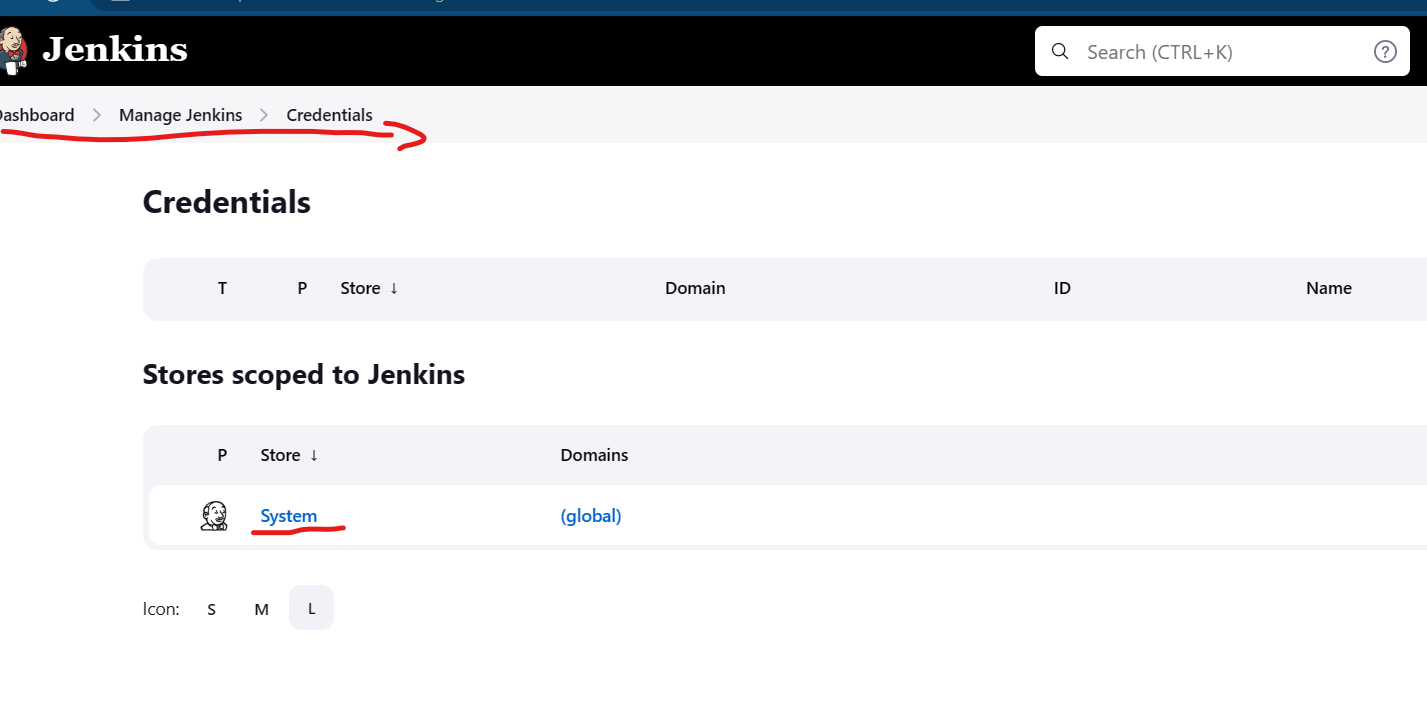 Jenkins
Search (CTRL+K)
Dashboard > Manage Jenkins > Credentials
Credentials
T P Store ↓ Domain ID Name
Stores scoped to Jenkins
P Store ↓ Domains
System (global)
Icon: S M L